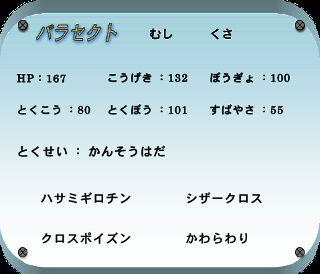 パラセクト むし くさ
HP：167 こうげき：132 ぼうぎょ：100
とくこう：80 とくぼう：101 すばやさ：55
とくせい： かんそうはだ
ハサミギロチン シザークロス
クロスポイズン かわらわり